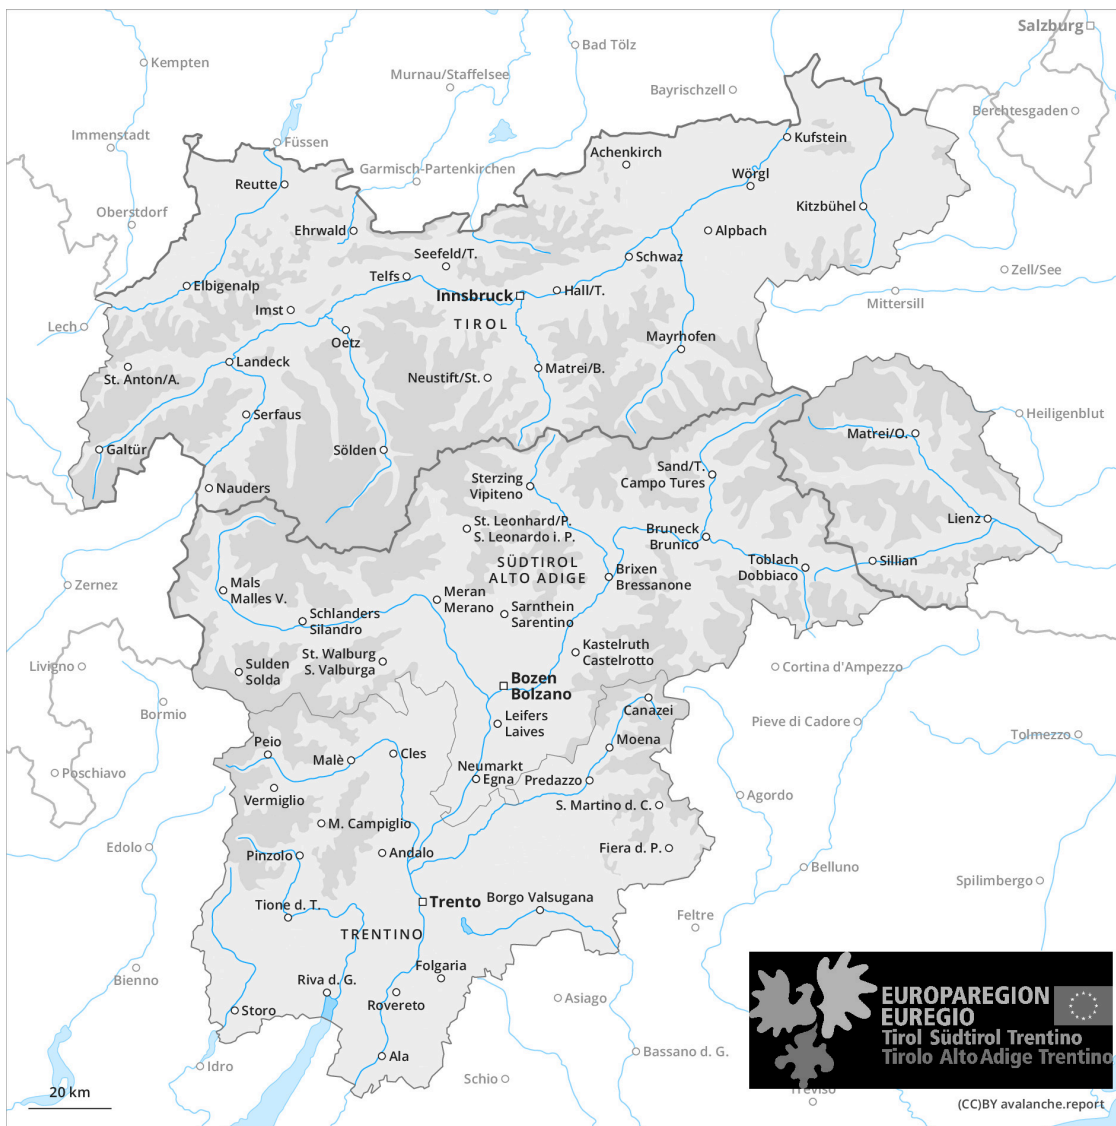 Salzburg
Bad Tölz
Kempten
Murnau/Staffelsee
Bayrischzell
Berchtesgaden
Immenstadt
Füssen
Kufstein
Achenkirch
Garmisch-Partenkirchen
Wörgl
Reutte
Oberstdorf
Kitzbühel
Ehrwald
Alpbach
Seefeld/T.
Schwaz
Zell/See
Telfs
Elbigenalp
Hall/T.
Innsbruck
Mittersill
Imst
TIROL
Lech
Oetz
Mayrhofen
Landeck
Matrei/B.
St. Anton/A.
Neustift/St.
Serfaus
Heiligenblut
Matrei/O.
Galtür
Sölden
Sand/T.
Campo Tures
Sterzing
Vipiteno
Nauders
Lienz
St. Leonhard/P.
S. Leonardo i. P.
Bruneck
Brunico
SÜDTIROL
ALTO ADIGE
Toblach
Dobbiaco
Sillian
Brixen
Bressanone
Zernez
Mals
Malles V.
Meran
Merano
Schlanders
Silandro
Sarnthein
Sarentino
Kastelruth
Castelrotto
St. Walburg
S. Valburga
Livigno
Sulden
Solda
Cortina d'Ampezzo
Bozen
Bolzano
Canazei
Bormio
Leifers
Laives
Pieve di Cadore
Tolmezzo
Peio
Moena
Malè
Cles
Neumarkt
Egna
Poschiavo
Predazzo
Vermiglio
Agordo
S. Martino d. C.
M. Campiglio
Edolo
Pinzolo
Andalo
Fiera d. P.
Belluno
Spilimbergo
Borgo Valsugana
Trento
Tione d. T.
Feltre
TRENTINO
Folgaria
Bienno
Riva d. G.
Rovereto
Asiago
Storo
EUROPAREGION
EUREGIO
Tirol Südtirol Trentino
Tirolo Alto Adige Trentino
Ala
Bassano d. G.
Idro
Schio
Treviso
20 km
(CC)BY avalanche.report